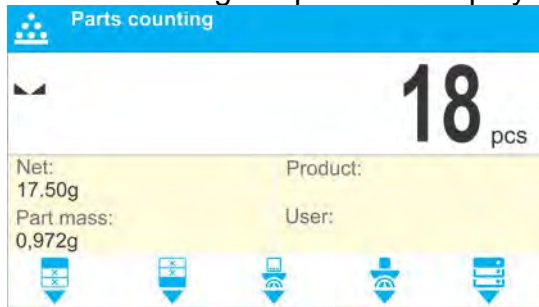 Parts counting
18 pcs
Net:
17.50g
Product:
Part mass:
0,972g
User: